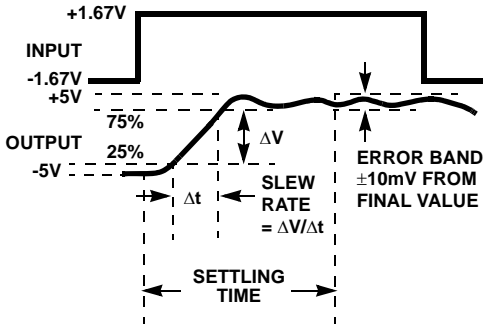 +1.67V
INPUT
-1.67V
+5V
75%
OUTPUT
25%
-5V
ΔV
Δt
SLEW
RATE
= ΔV/Δt
ERROR BAND
±10mV FROM
FINAL VALUE
SETTLING
TIME